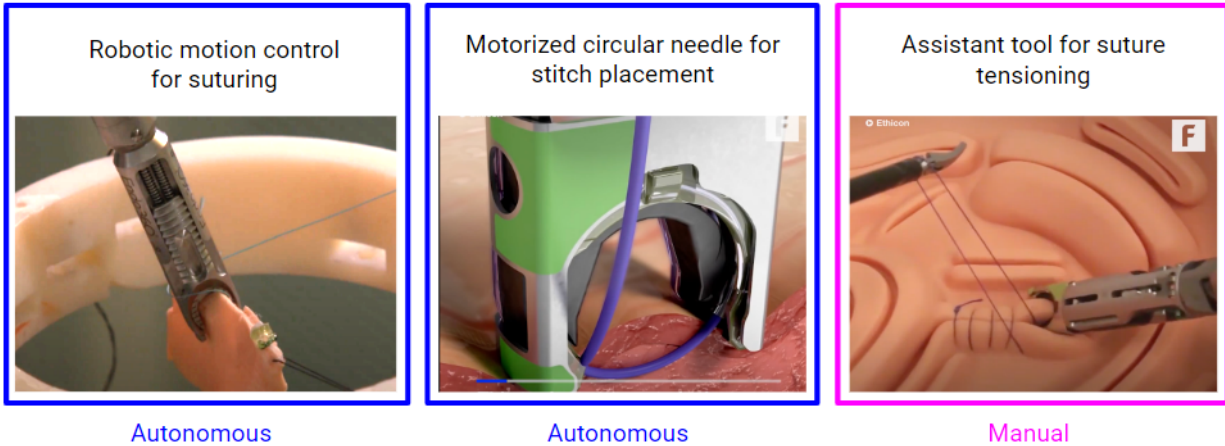 Robotic motion control
for suturing
Motorized circular needle for
stitch placement
Assistant tool for suture
tensioning
Ethicon
F
Autonomous
Autonomous
Manual